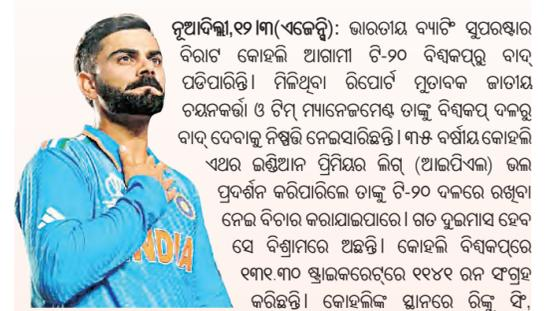 ନୂଆଦିଲ୍ଲୀ,୧୨।୩(ଏଜେନ୍ସି): ଭାରତୀୟ ବ୍ୟାଟିଂ ସୁପରଷ୍ଟାର
ବିରାଟ କୋହଲି ଆଗାମୀ ଟି-୨୦ ବିଶ୍ୱକପ୍‌ରୁ ବାଦ୍
ପଡିପାରିନ୍ତି। ମିଳିଥିବା ରିପୋର୍ଟ ମୁତାବକ ଜାତୀୟ
ଚୟନକର୍ତ୍ତା ଓ ଟିମ୍ ମ୍ୟାନେଜମେଣ୍ଟ ତାଙ୍କୁ ବିଶ୍ୱକପ୍ ଦଳରୁ
ବାଦ୍ ଦେବାକୁ ନିଷ୍ପତ୍ତି ନେଇସାରିଛନ୍ତି। ୩୫ ବର୍ଷୀୟ କୋହଲି
ଏଥର ଇଣ୍ଡିଆନ ପ୍ରିମିୟର ଲିଗ୍ (ଆଇପିଏଲ) ଭଲ
ପ୍ରଦର୍ଶନ କରିପାରିଲେ ତାଙ୍କୁ ଟି-୨୦ ଦଳରେ ରଖିବା
ନେଇ ବିଚାର କରାଯାଇପାରେ। ଗତ ଦୁଇମାସ ହେବ
ସେ ବିଶ୍ରାମରେ ଅଛନ୍ତି। କୋହଲି ବିଶ୍ୱକପ୍‌ରେ
୧୩୧.୩୦ ଷ୍ଟ୍ରାଇକରେଟ୍‌ରେ ୧୧୪୧ ରନ ସଂଗ୍ରହ
କରିଛନ୍ତି। କୋହଲିଙ୍କ ସ୍ଥାନରେ ରିଙ୍କୁ ସିଂ,
INDIA